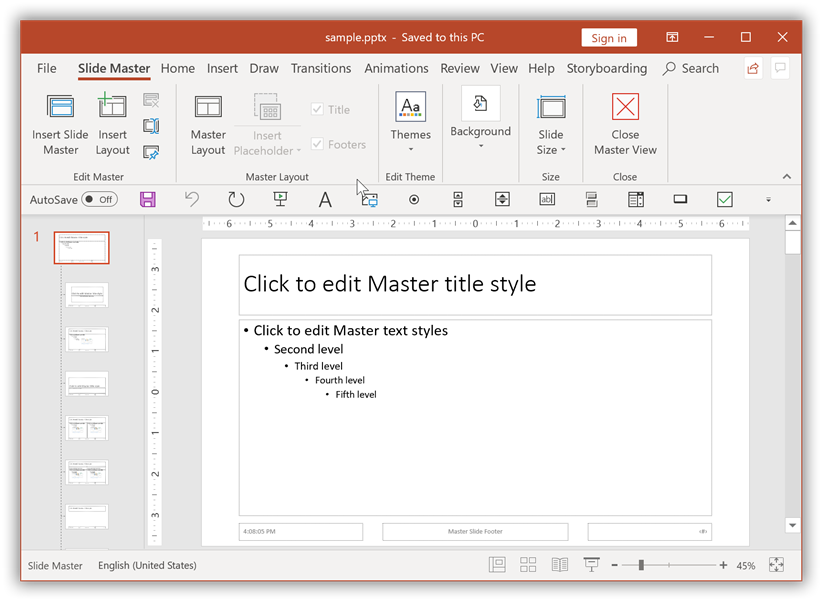 sample.pptx - Saved to this PC
Sign in
File Slide Master Home Insert Draw Transitions Animations Review View Help Storyboarding Search
Insert Slide Master
Insert Layout
Edit Master
Master Layout
Insert Placeholder
Title
Footers
Master Layout
Aa
Themes
Edit Theme
Background
Slide Size
Size
Close Master View
Close
AutoSave Off
A
ab|
6 5 4 3 2 1 0 1 2 3 4 5 6
1
3
2
1
0
1
2
3
Click to edit Master title style
• Click to edit Master text styles
• Second level
• Third level
• Fourth level
• Fifth level
4:08:05 PM
Master Slide Footer
‹#›
Slide Master English (United States)
45%